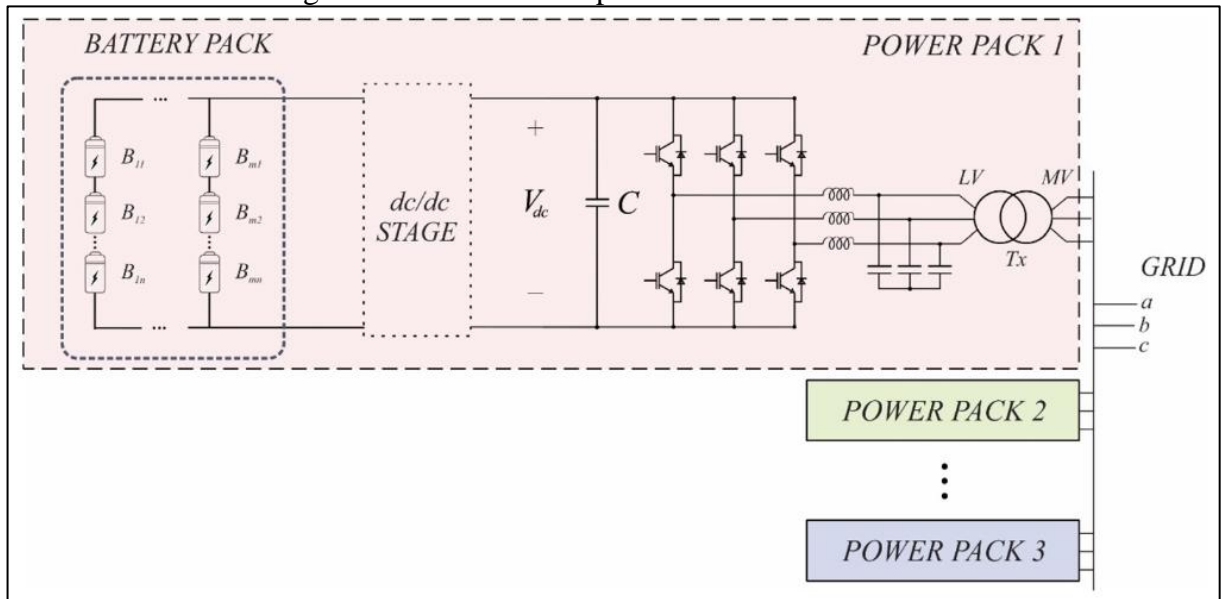 BATTERY PACK
POWER PACK 1
...
...
B11
Bm1
B12
Bm2
B1n
Bmn
...
...
dc/dc
STAGE
+
Vdc
C
−
LV
MV
Tx
GRID
a
b
c
POWER PACK 2
POWER PACK 3